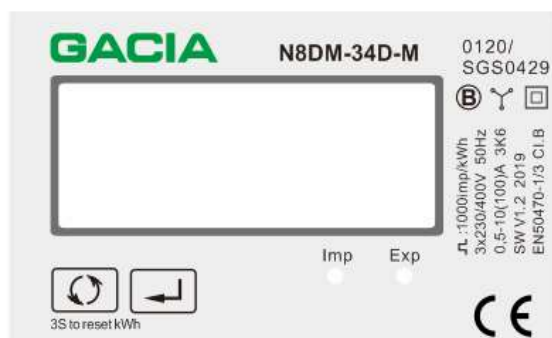 GACIA
N8DM-34D-M
0120/
SGS0429
B
:1000imp/kWh
3x230/400V 50Hz
0,5-10(100)A 3K6
SW V1.2 2019
EN50470-1/3 Cl.B
Imp Exp
3S to reset kWh
CE